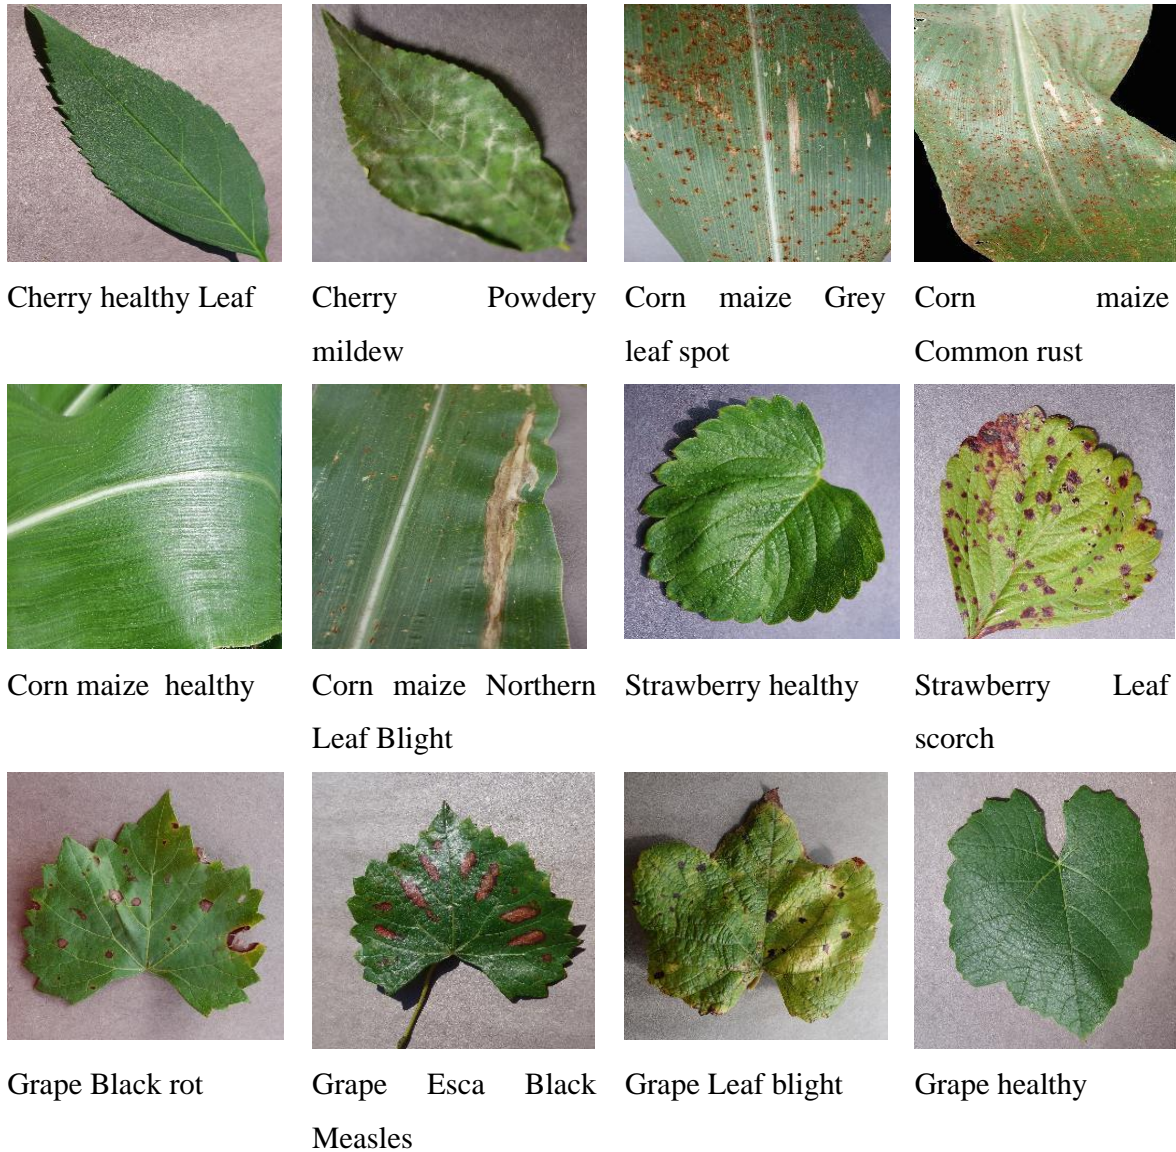 Cherry healthy Leaf
Cherry Powdery
mildew
Corn maize Grey
leaf spot
Corn maize
Common rust
Corn maize healthy
Corn maize Northern
Leaf Blight
Strawberry healthy
Strawberry Leaf
scorch
Grape Black rot
Grape Esca Black
Measles
Grape Leaf blight
Grape healthy